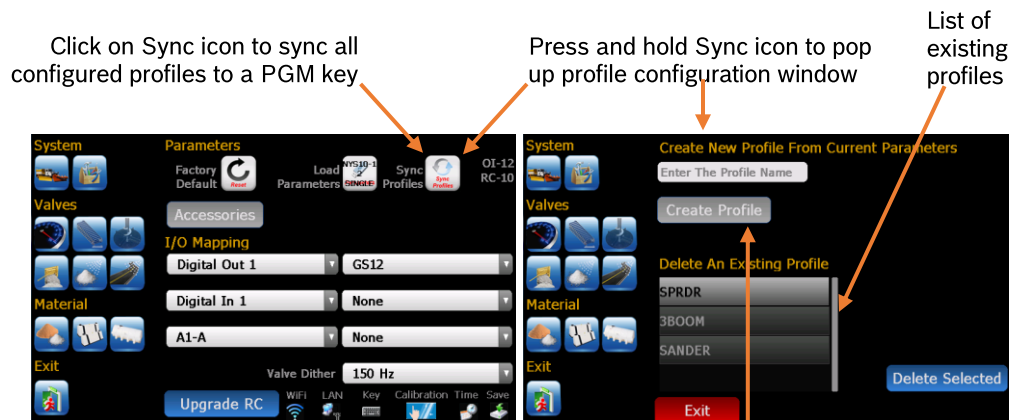 Click on Sync icon to sync all
configured profiles to a PGM key
Press and hold Sync icon to pop
up profile configuration window
List of
existing
profiles
System
Parameters
Factory
Default
Reset
Load
Parameters
NYS10-1
SINGLE
Sync
Profiles
Sync
Profiles
OI-12
RC-10
Valves
Accessories
I/O Mapping
Digital Out 1
GS12
Digital In 1
None
Material
A1-A
None
Exit
Valve Dither
150 Hz
Upgrade RC
WiFi
LAN
Key
Calibration
Time
Save
System
Create New Profile From Current Parameters
Enter The Profile Name
Valves
Create Profile
Delete An Existing Profile
SPRDR
Material
3BOOM
SANDER
Exit
Delete Selected
Exit